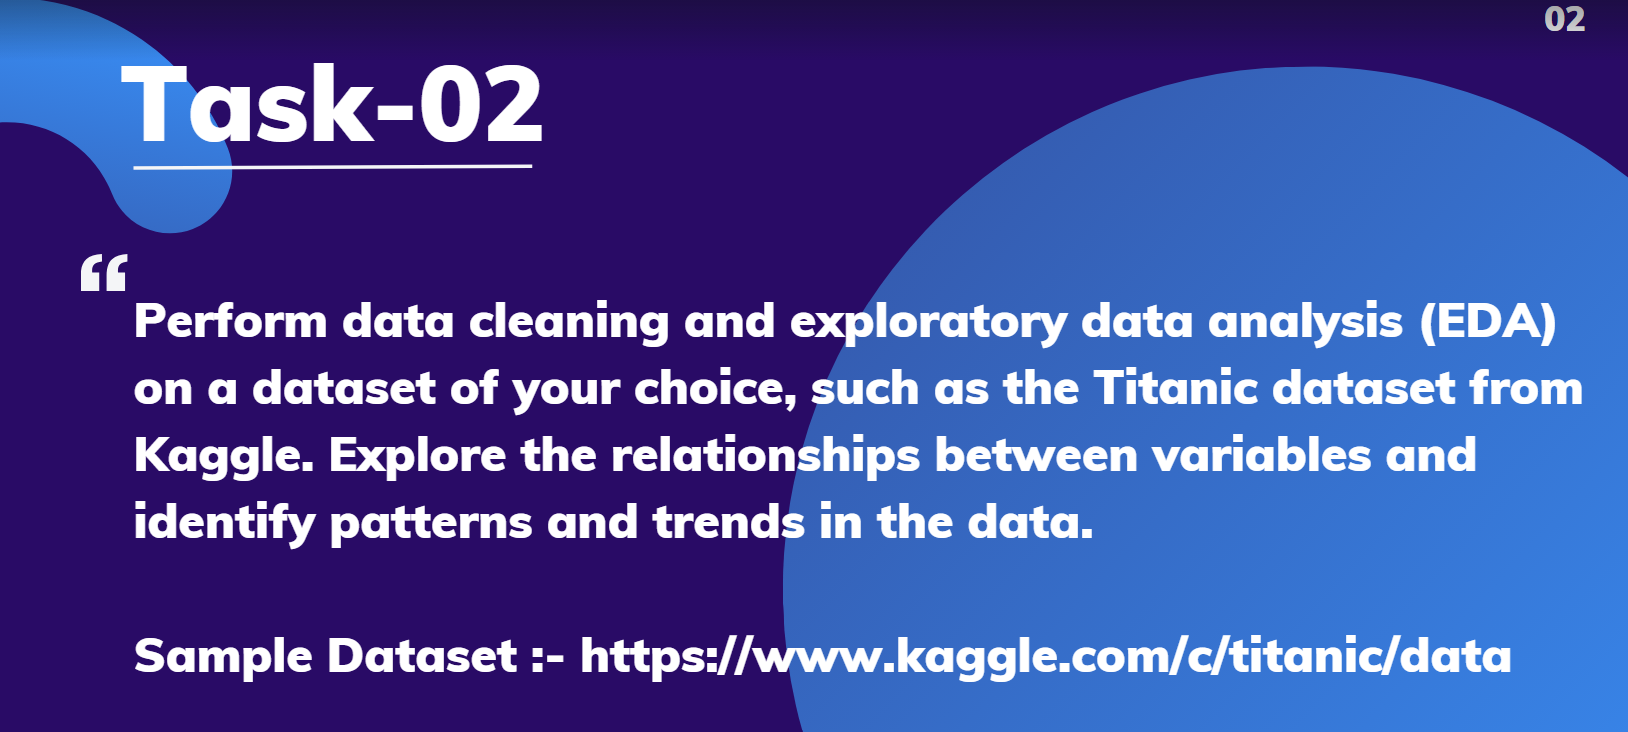 02
Task-02
“
Perform data cleaning and exploratory data analysis (EDA)
on a dataset of your choice, such as the Titanic dataset from
Kaggle. Explore the relationships between variables and
identify patterns and trends in the data.
Sample Dataset :- https://www.kaggle.com/c/titanic/data